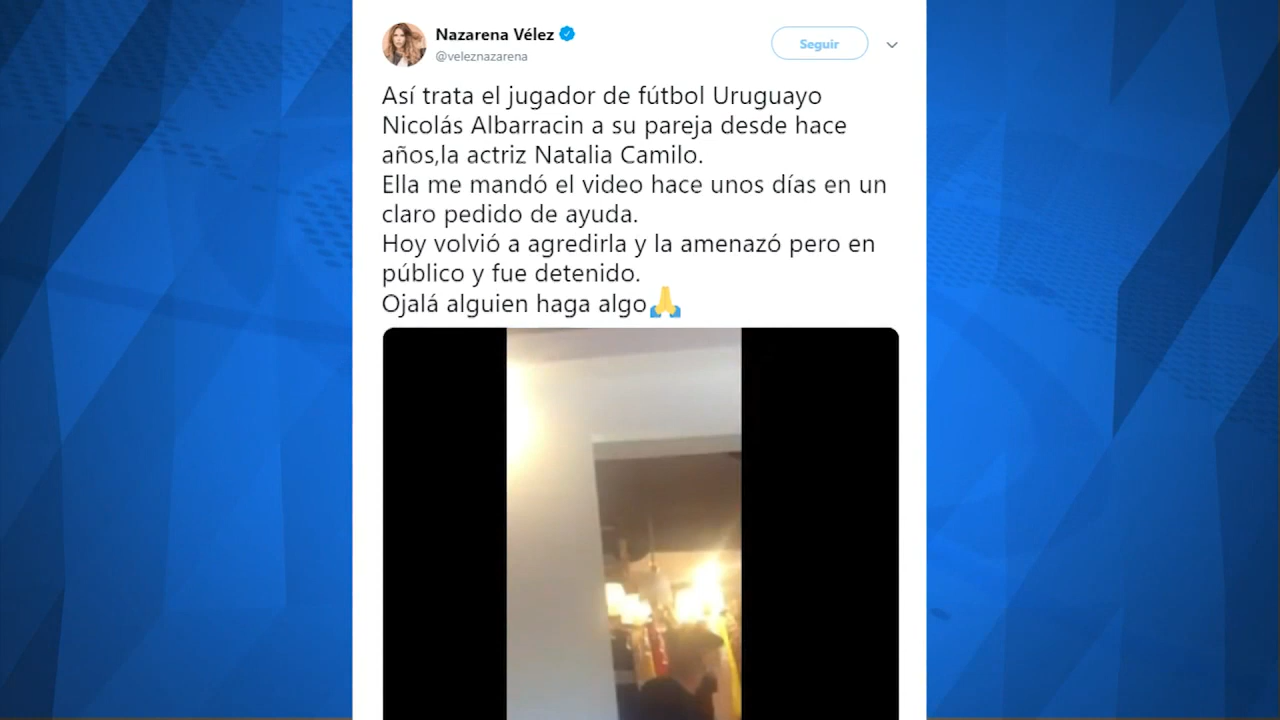 Nazarena Vélez
@veleznazarena
Seguir
Así trata el jugador de fútbol Uruguayo
Nicolás Albarracin a su pareja desde hace
años,la actriz Natalia Camilo.
Ella me mandó el video hace unos días en un
claro pedido de ayuda.
Hoy volvió a agredirla y la amenazó pero en
público y fue detenido.
Ojalá alguien haga algo🙏